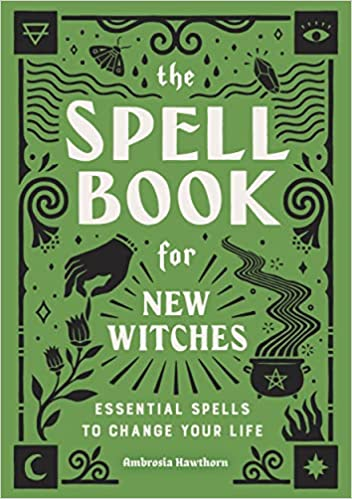 the
SPELL
BOOK
for
NEW
WITCHES
ESSENTIAL SPELLS
TO CHANGE YOUR LIFE
Ambrosia Hawthorn